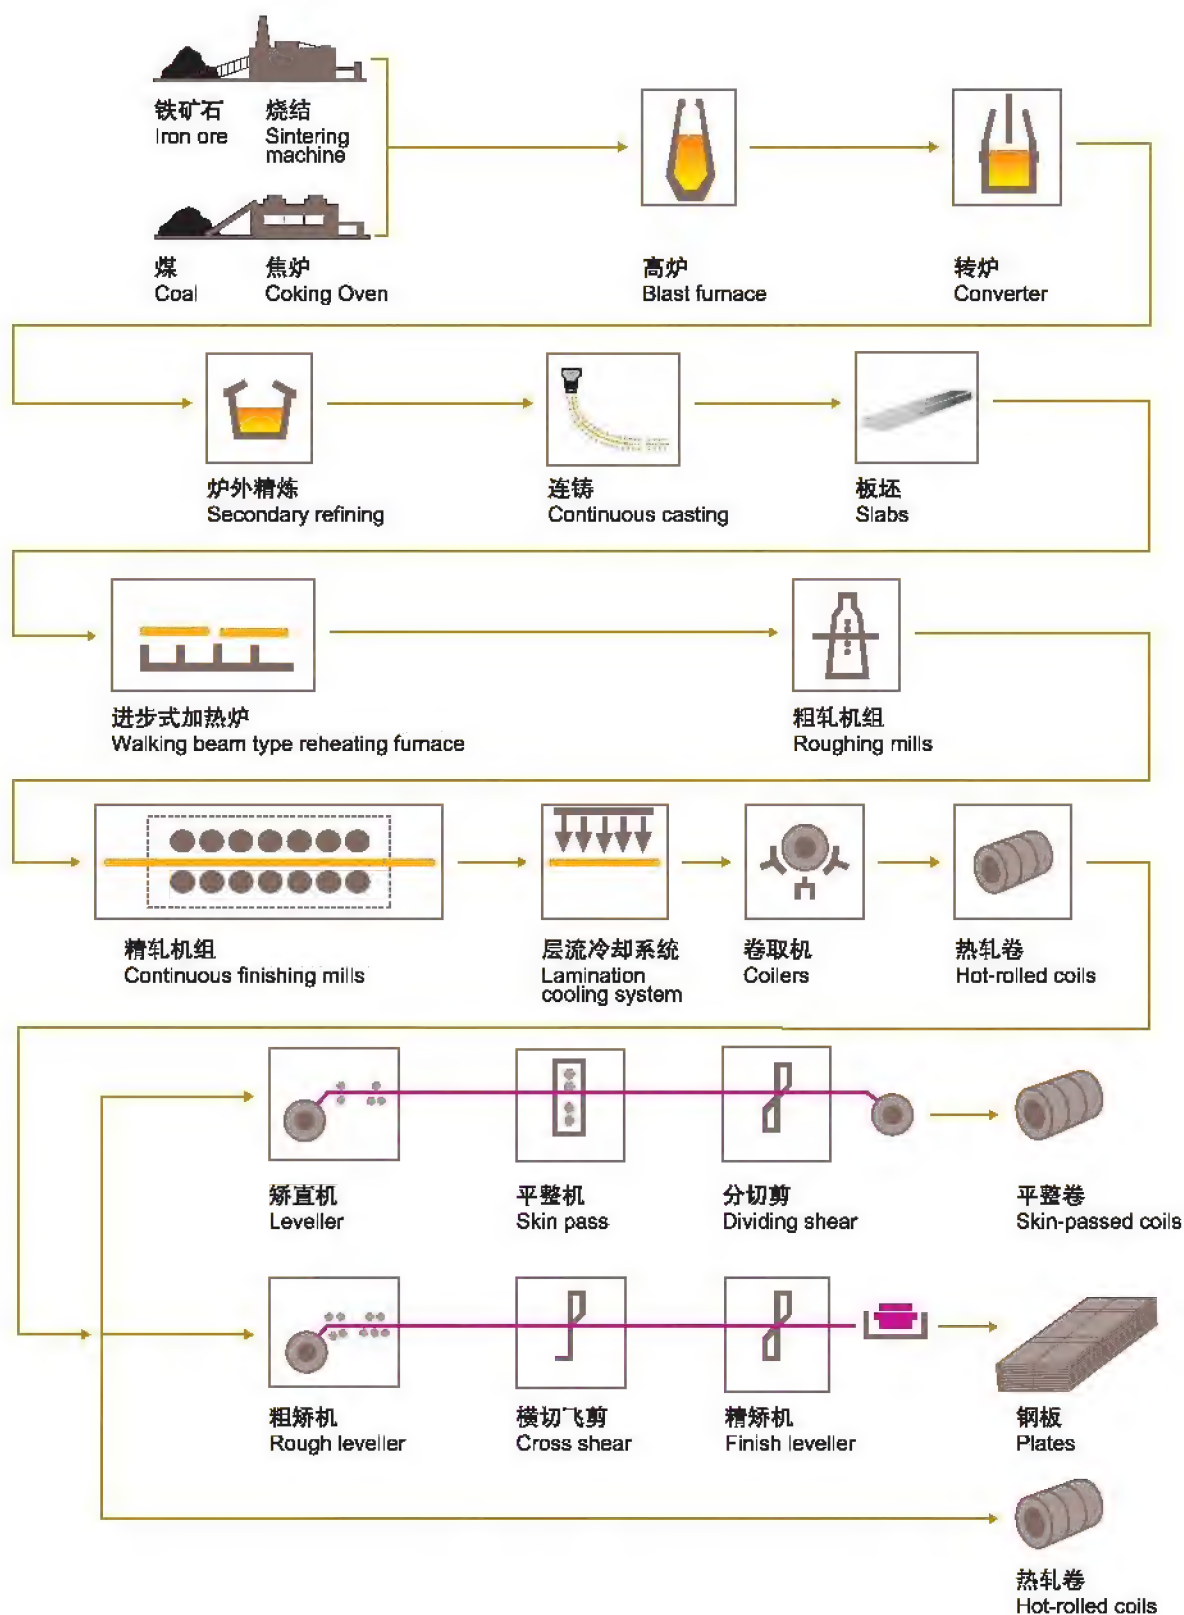 铁矿石
Iron ore
烧结
Sintering
machine
煤
Coal
焦炉
Coking Oven
高炉
Blast furnace
转炉
Converter
炉外精炼
Secondary refining
连铸
Continuous casting
板坯
Slabs
进步式加热炉
Walking beam type reheating furnace
粗轧机组
Roughing mills
精轧机组
Continuous finishing mills
层流冷却系统
Lamination
cooling system
卷取机
Coilers
热轧卷
Hot-rolled coils
矫直机
Leveller
平整机
Skin pass
分切剪
Dividing shear
平整卷
Skin-passed coils
粗矫机
Rough leveller
横切飞剪
Cross shear
精矫机
Finish leveller
钢板
Plates
热轧卷
Hot-rolled coils